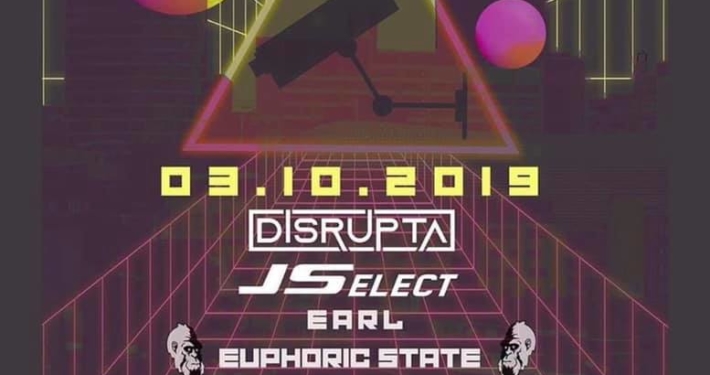 03.10.2019
DISRUPTA
JSELECT
EARL
EUPHORIC STATE